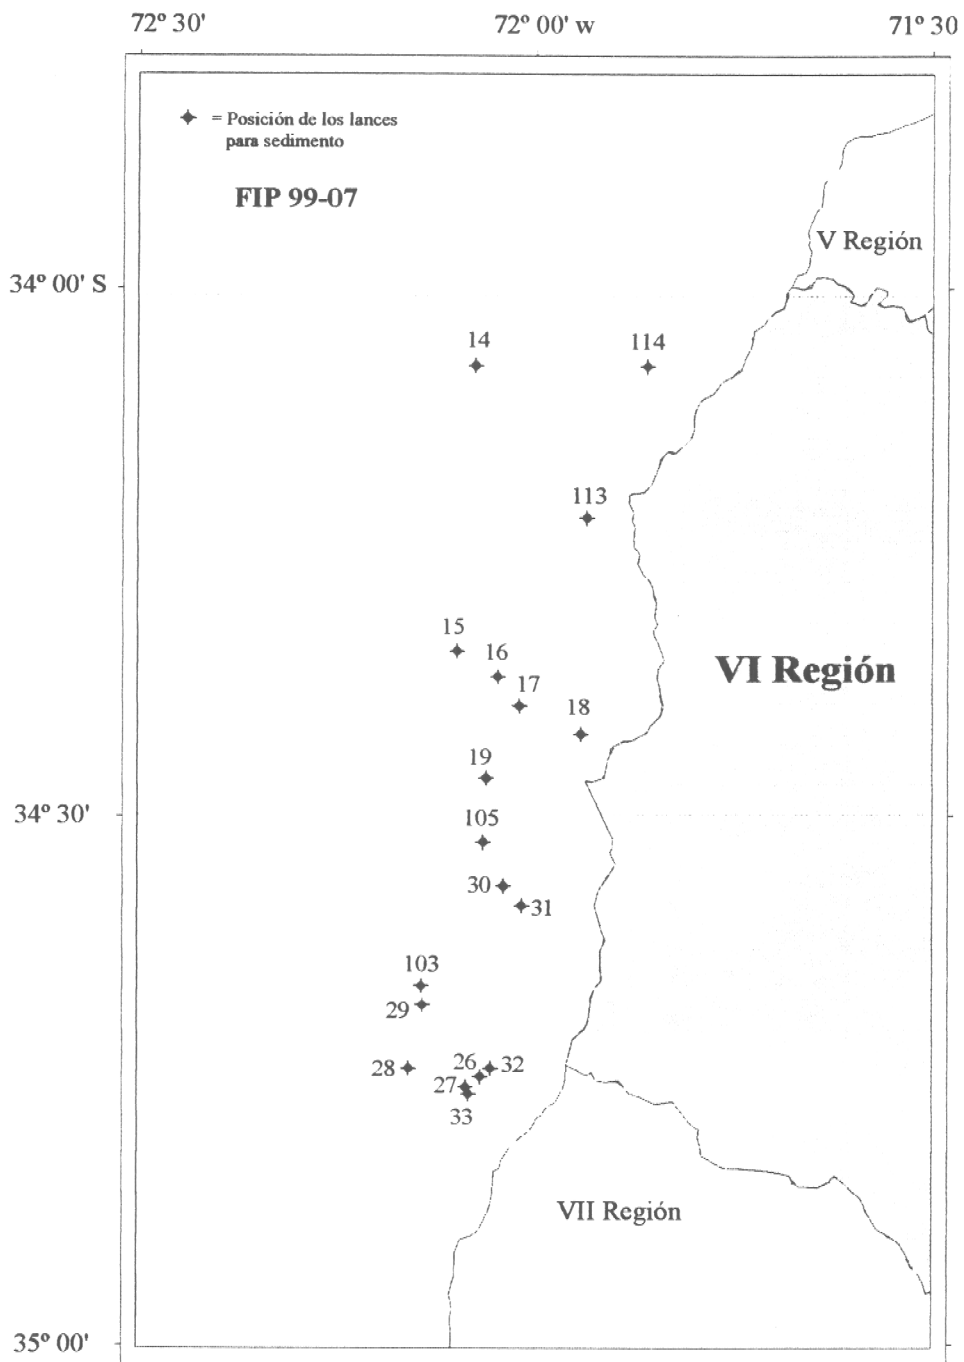 72º 30'
72º 00' w
71º 30
= Posición de los lances
para sedimento
FIP 99-07
V Región
34º 00' S
14
114
113
15
16
VI Región
17
18
19
34º 30'
105
30
31
103
29
28
26
32
27
33
VII Región
35º 00'